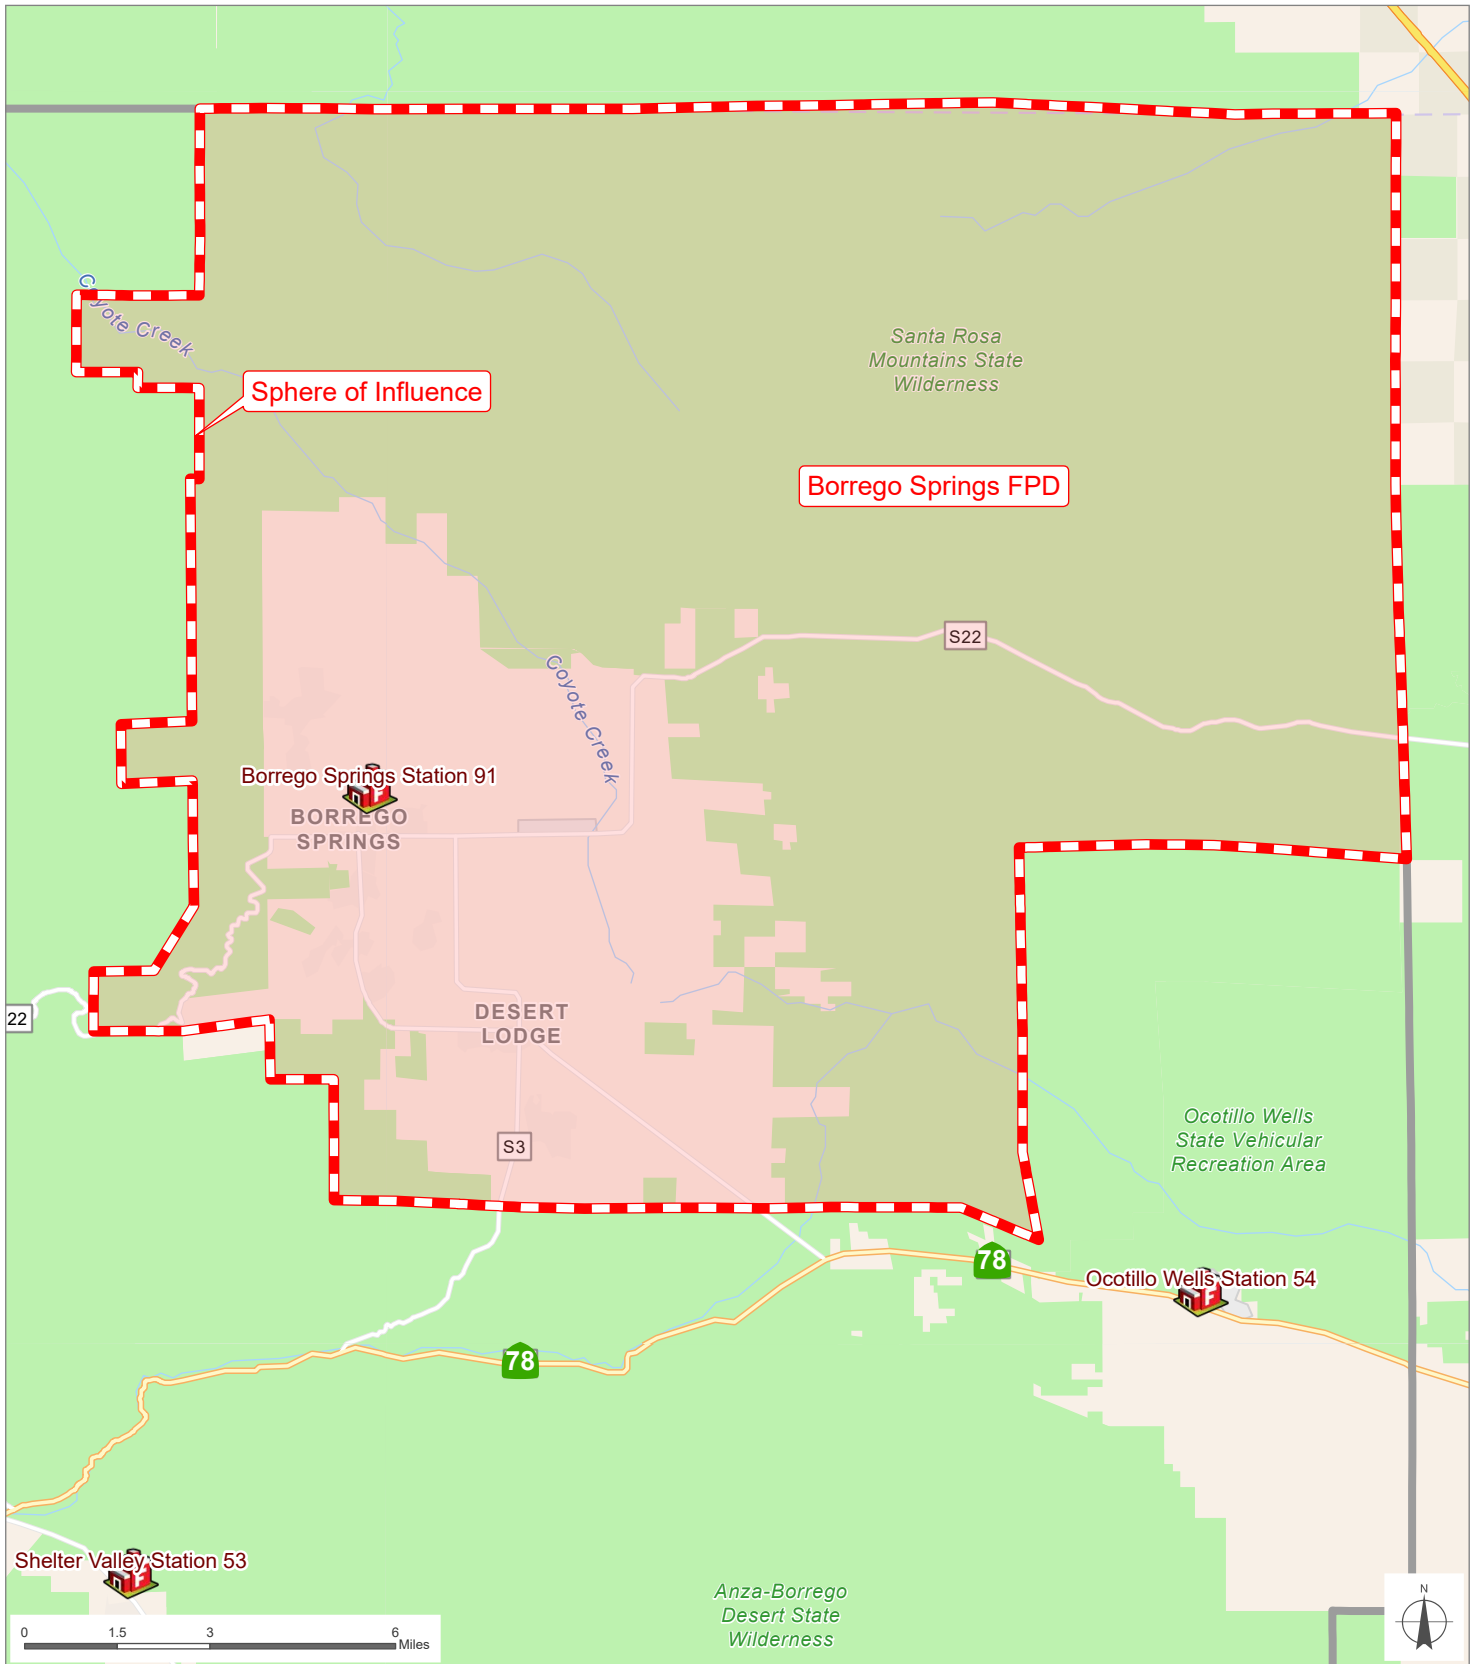 Coyote Creek
Santa Rosa
Mountains State
Wilderness
Sphere of Influence
Borrego Springs FPD
S22
Coyote Creek
Borrego Springs Station 91
F
BORREGO
SPRINGS
22
DESERT
LODGE
S3
Ocotillo Wells
State Vehicular
Recreation Area
78
Ocotillo Wells Station 54
F
78
Shelter Valley Station 53
F
Anza-Borrego
Desert State
Wilderness
0 1.5 3 6
Miles
N